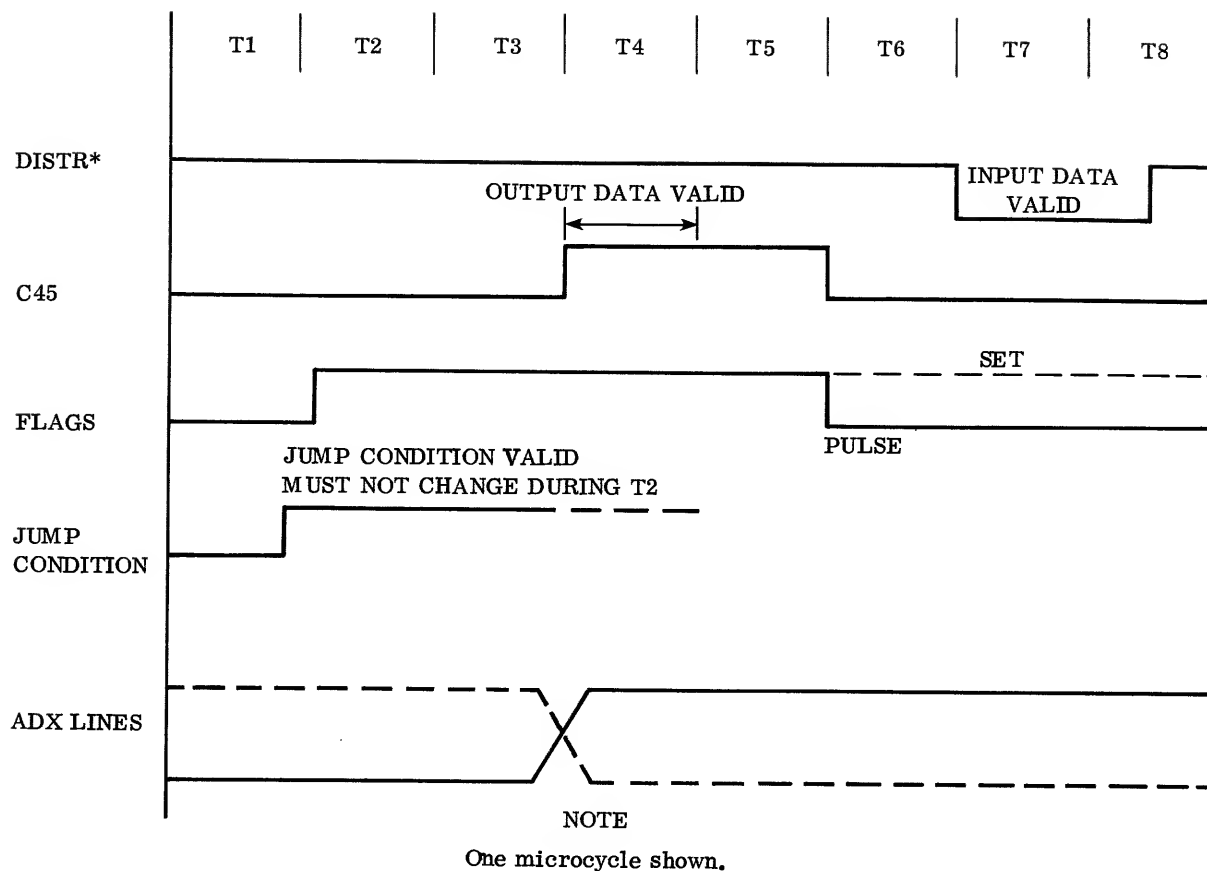 T1 T2 T3 T4 T5 T6 T7 T8
DISTR*
INPUT DATA
VALID
OUTPUT DATA VALID
C45
SET
FLAGS
PULSE
JUMP CONDITION VALID
MUST NOT CHANGE DURING T2
JUMP
CONDITION
ADX LINES
NOTE
One microcycle shown.